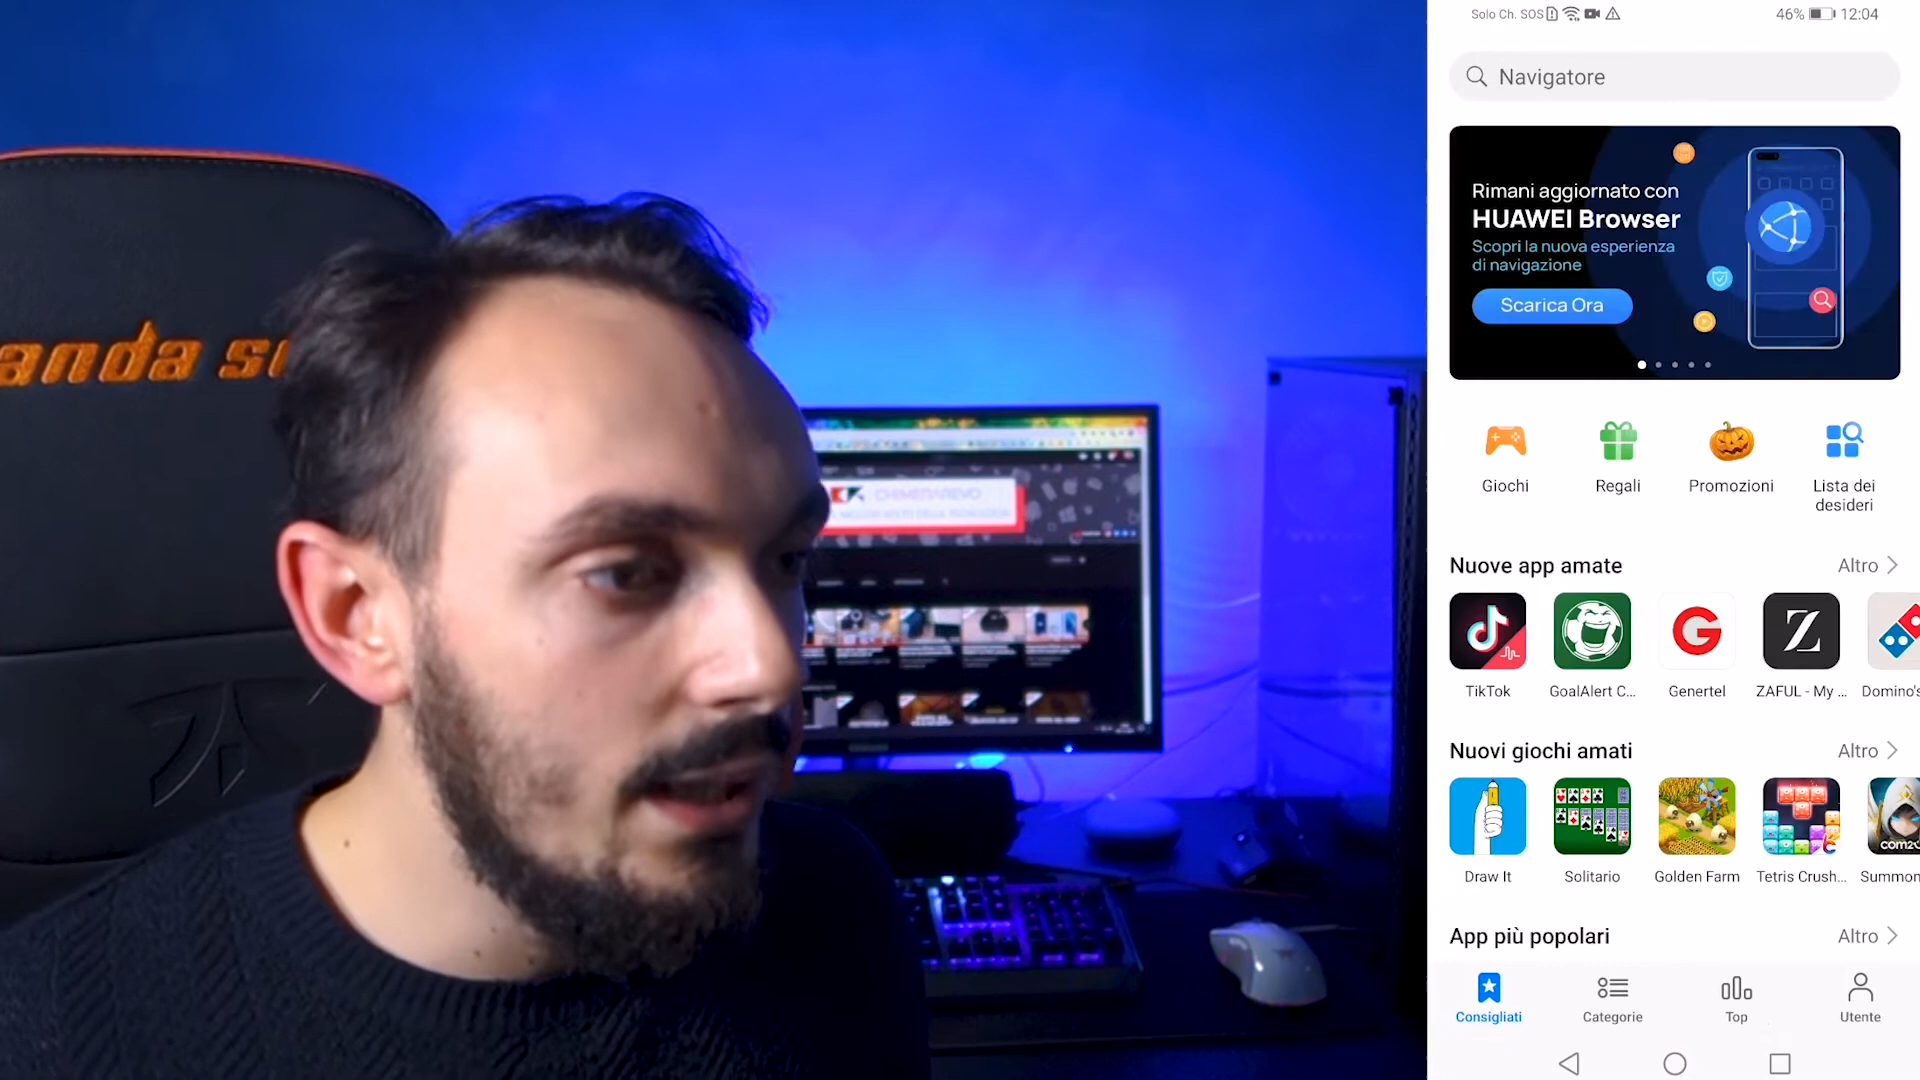 Solo Ch. SOS
46%
12:04
Navigatore
Rimani aggiornato con
HUAWEI Browser
Scopri la nuova esperienza
di navigazione
Scarica Ora
Giochi
Regali
Promozioni
Lista dei
desideri
Nuove app amate
Altro
TikTok
GoalAlert C...
Genertel
ZAFUL - My ...
Domino's
Nuovi giochi amati
Altro
com2
Draw It
Solitario
Golden Farm
Tetris Crush...
Summon
App più popolari
Altro
Consigliati
Categorie
Top
Utente
anda s
CHIMERAREVO